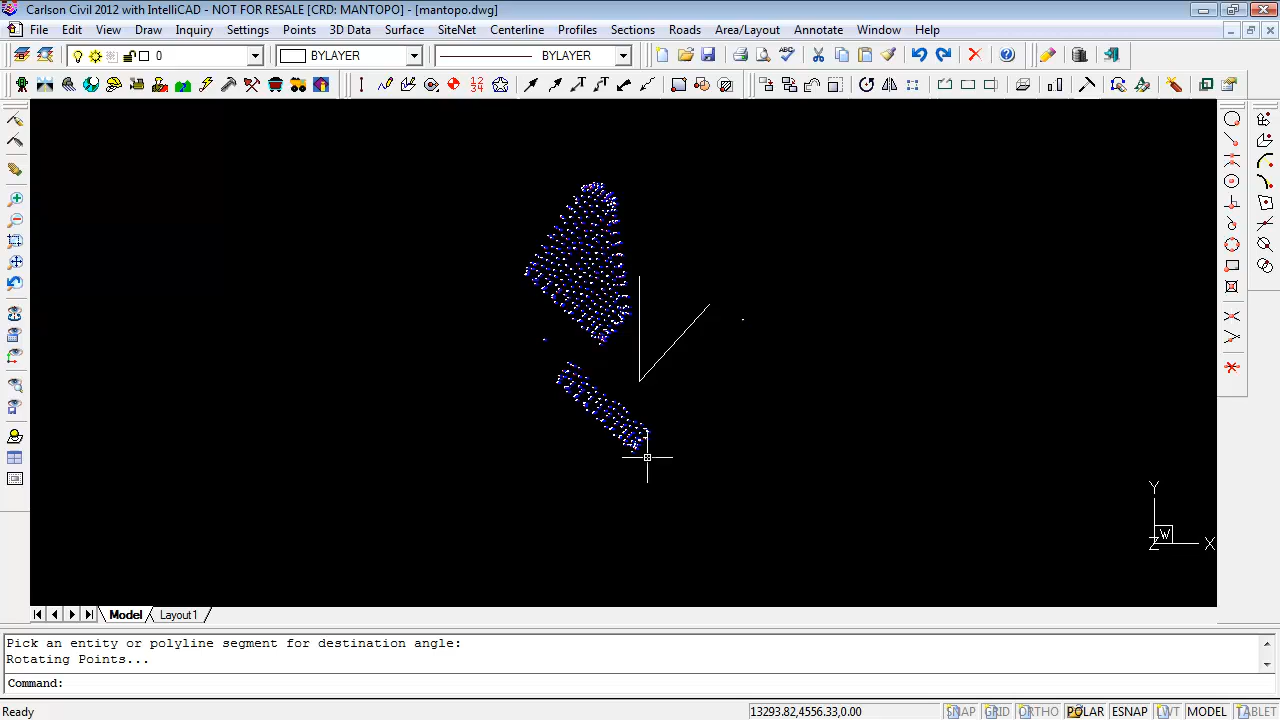 Carlson Civil 2012 with IntelliCAD - NOT FOR RESALE [CRD: MANTOPO] - [mantopo.dwg]
File Edit View Draw Inquiry Settings Points 3D Data Surface SiteNet Centerline Profiles Sections Roads Area/Layout Annotate Window Help
0 BYLAYER BYLAYER
Y
W
Z X
Model Layout1
Pick an entity or polyline segment for destination angle:
Rotating Points...
Command:
Ready 13293.82,4556.33,0.00 SNAP GRID ORTHO POLAR ESNAP LWT MODEL TABLET